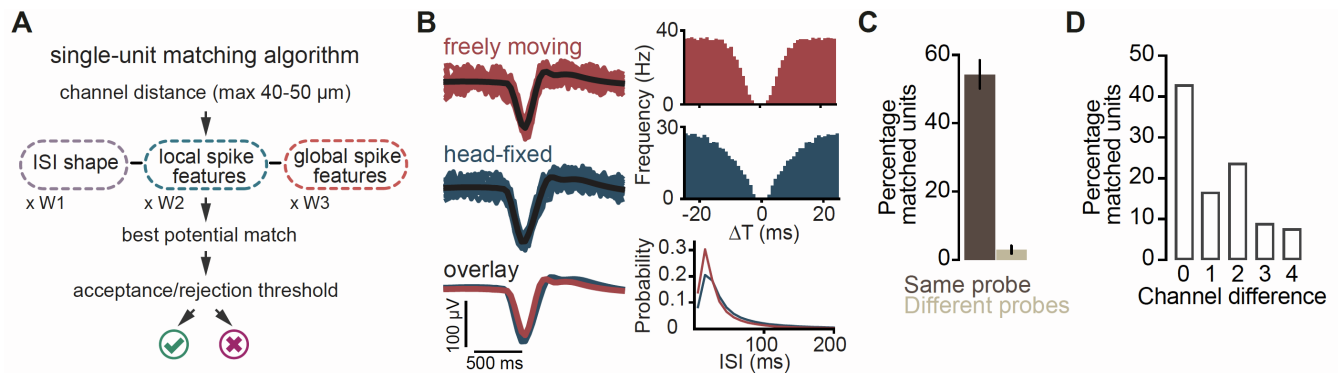 A
single-unit matching algorithm
channel distance (max 40-50 µm)
ISI shape
local spike
features
global spike
features
x W1
x W2
x W3
best potential match
acceptance/rejection threshold
B
freely moving
head-fixed
overlay
100 µV
500 ms
Frequency (Hz)
40
0
-20
0
20
30
0
-20
0
20
ΔT (ms)
Probability
0.3
0.2
0.1
0
100
200
ISI (ms)
C
Percentage
matched units
60
40
20
0
Same probe
Different probes
D
Percentage
matched units
50
40
30
20
10
0
0 1 2 3 4
Channel difference